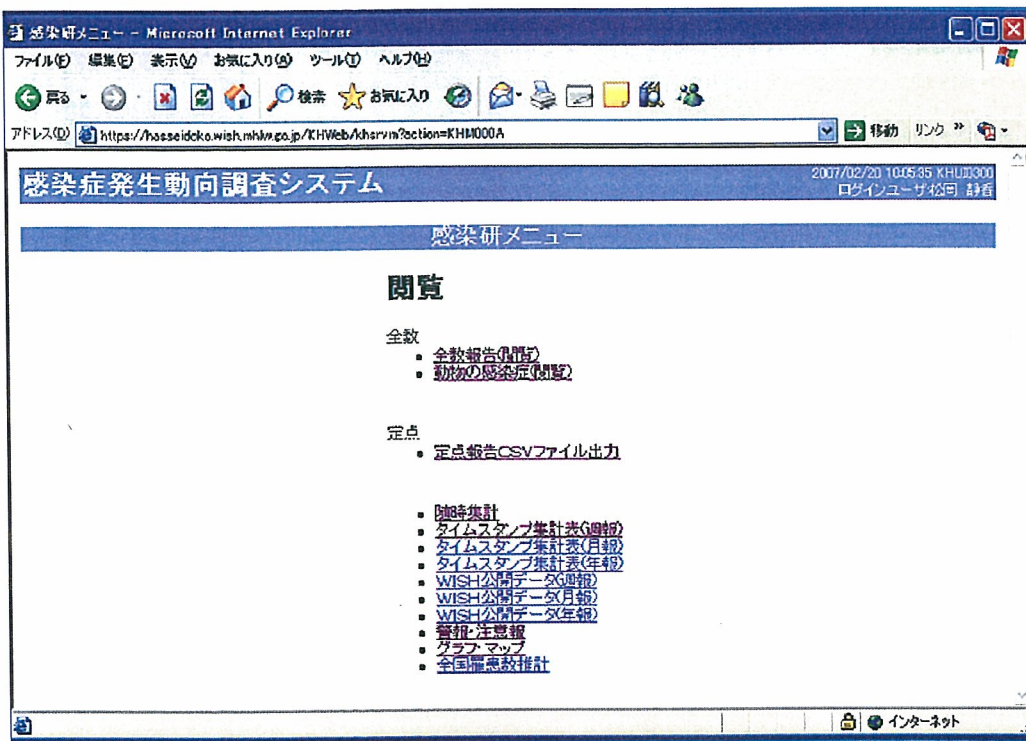 感染研メニュー - Microsoft Internet Explorer
ファイル(F) 編集(E) 表示(V) お気に入り(A) ツール(T) ヘルプ(H)
戻る 検索 お気に入り
アドレス(D) https://hasseidoko.wish.mhlw.go.jp/KHWeb/khsrvm?action=KHM000A 移動 リンク »
感染症発生動向調査システム
2007/02/20 10:05:35 KHU0300
ログインユーザ:松岡 静香
感染研メニュー
閲覧
全数
全数報告(閲覧)
動物の感染症(閲覧)
定点
定点報告CSVファイル出力
随時集計
タイムスタンプ集計表(週報)
タイムスタンプ集計表(月報)
タイムスタンプ集計表(年報)
WISH公開データ(週報)
WISH公開データ(月報)
WISH公開データ(年報)
警報・注意報
グラフ・マップ
全国罹患数推計
インターネット